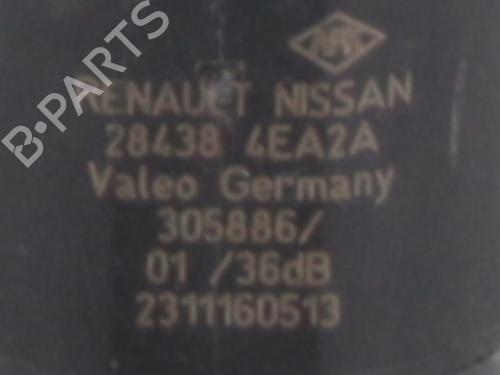 B-PARTS
RENAULT NISSAN
28438 4EA2A
Valeo Germany
305886/
01 /36dB
2311160513